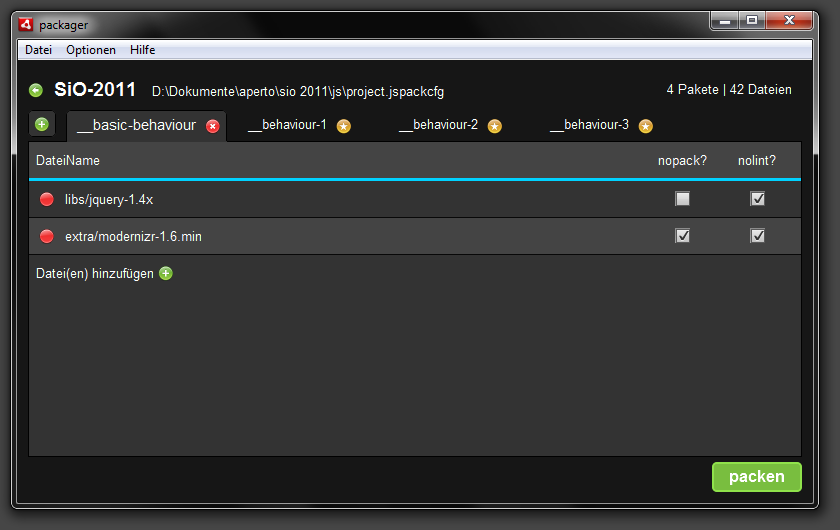 packager
Datei Optionen Hilfe
SiO-2011 D:\Dokumente\aperto\sio 2011\js\project.jspackcfg 4 Pakete | 42 Dateien
__basic-behaviour __behaviour-1 __behaviour-2 __behaviour-3
DateiName nopack? nolint?
libs/jquery-1.4x
extra/modernizr-1.6.min
Datei(en) hinzufügen
packen